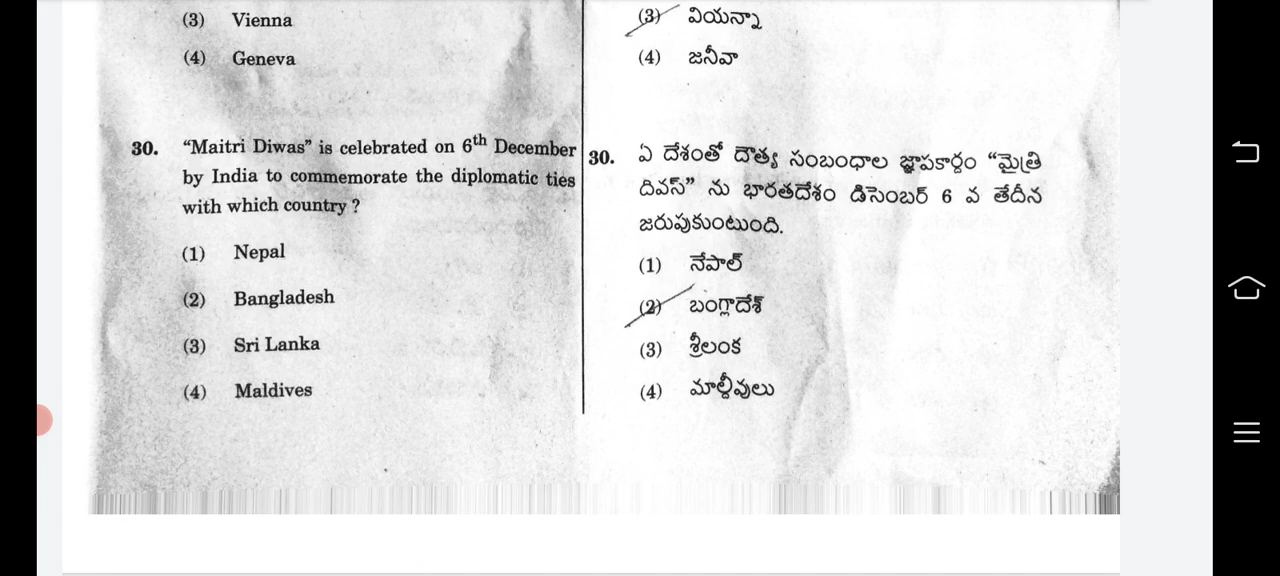 (3) Vienna
(4) Geneva
30. “Maitri Diwas” is celebrated on 6th December
by India to commemorate the diplomatic ties
with which country ?
(1) Nepal
(2) Bangladesh
(3) Sri Lanka
(4) Maldives
(3) వియన్నా
(4) జనీవా
30. ఏ దేశంతో దౌత్య సంబంధాల జ్ఞాపకార్థం “మైత్రి
దివస్” ను భారతదేశం డిసెంబర్ 6 వ తేదీన
జరుపుకుంటుంది.
(1) నేపాల్
(2) బంగ్లాదేశ్
(3) శ్రీలంక
(4) మాల్దీవులు